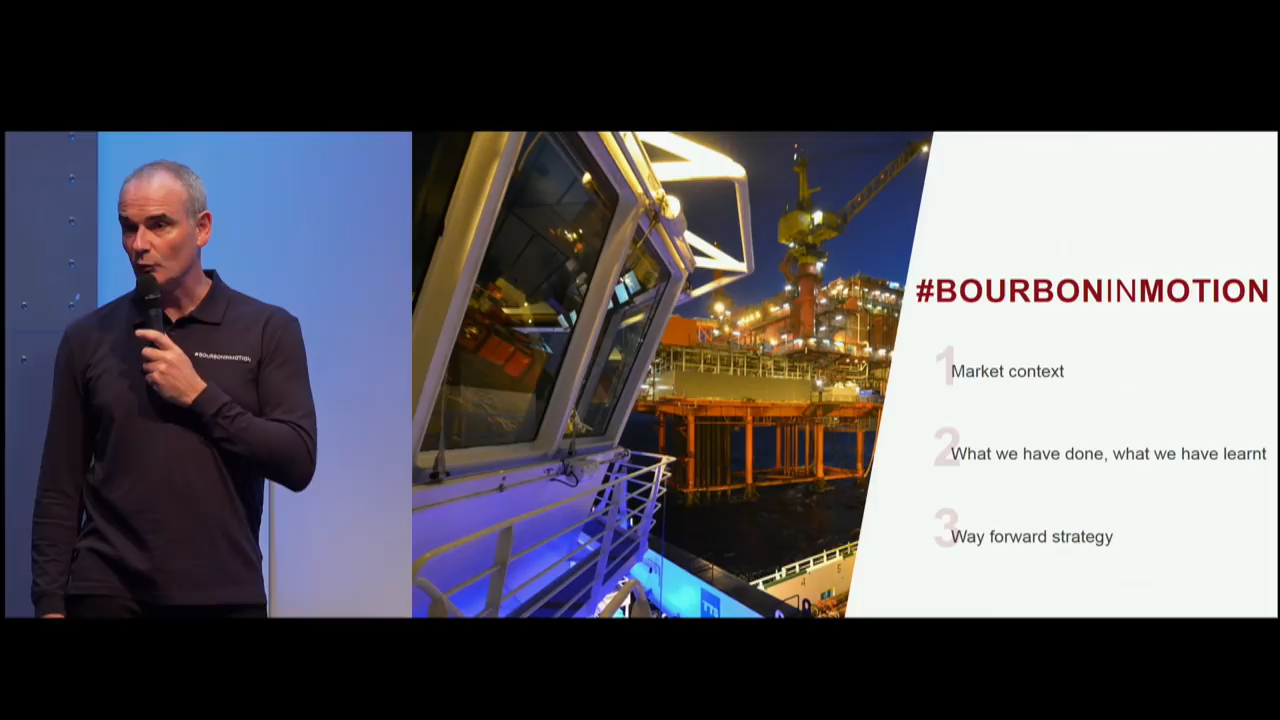 #BOURBONINMOTION
#BOURBONINMOTION
1 Market context
2 What we have done, what we have learnt
3 Way forward strategy